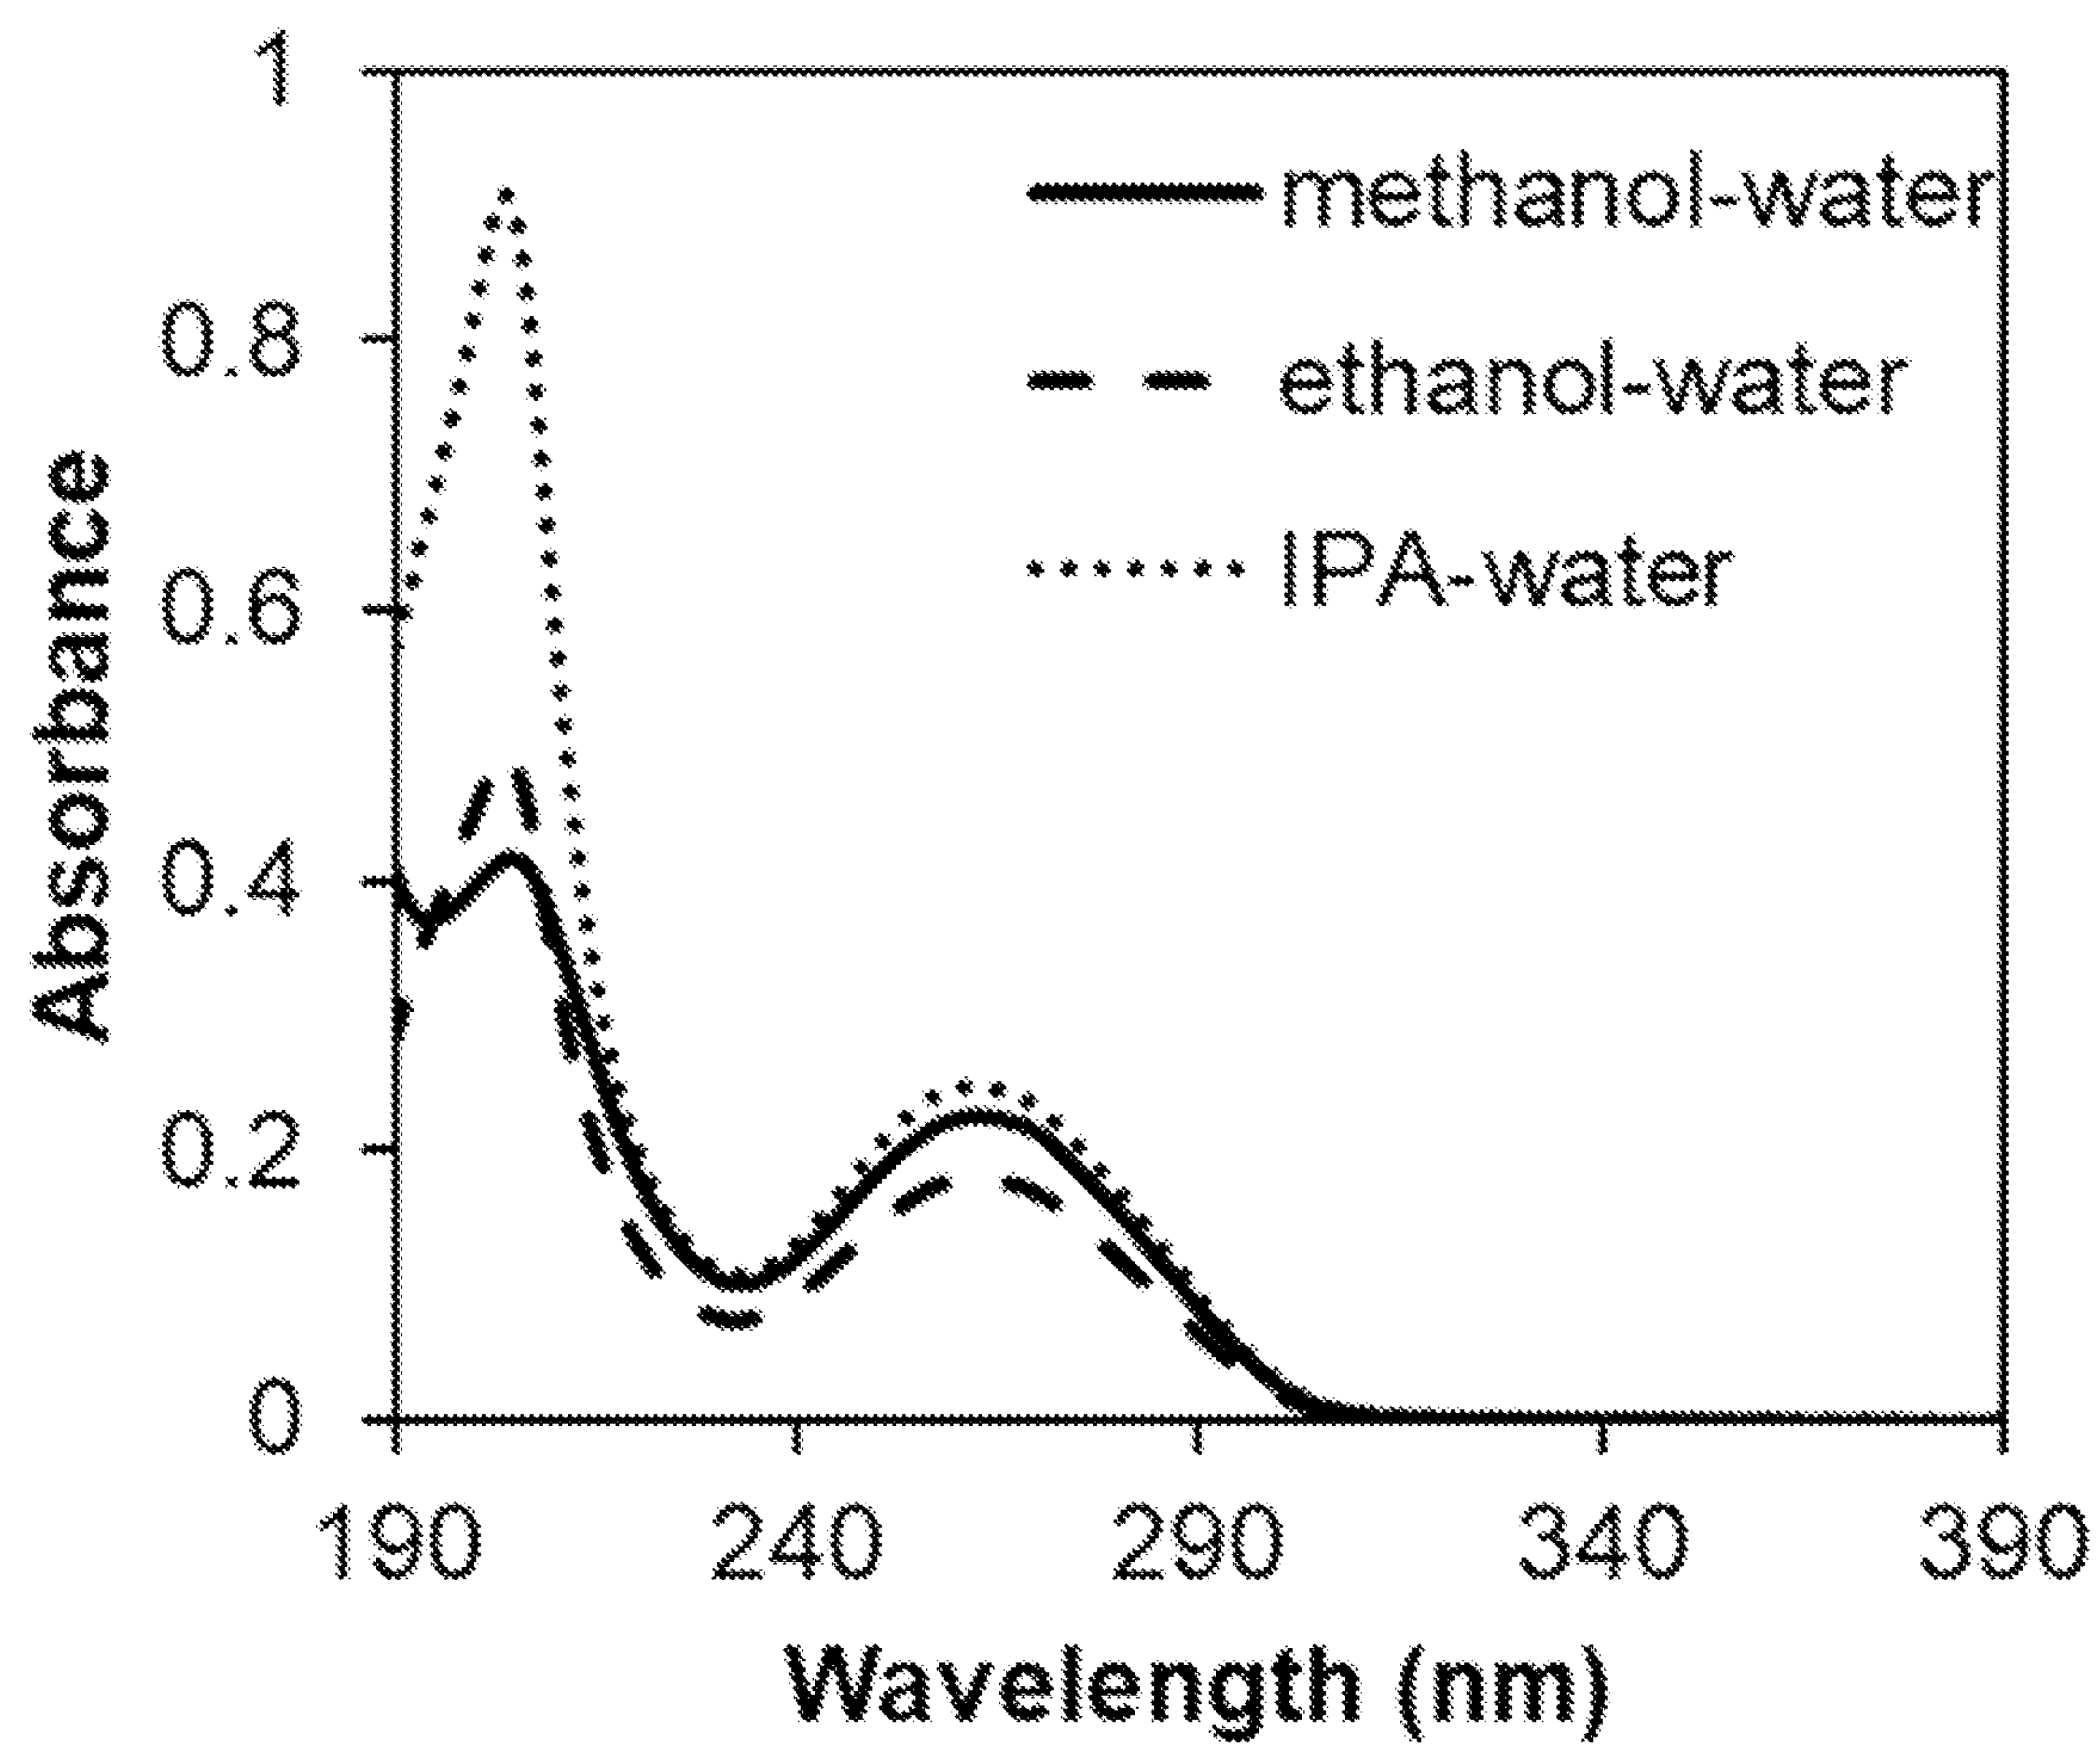 1
0.8
0.6
0.4
0.2
0
Absorbance
methanol-water
ethanol-water
IPA-water
190 240 290 340 390
Wavelength (nm)